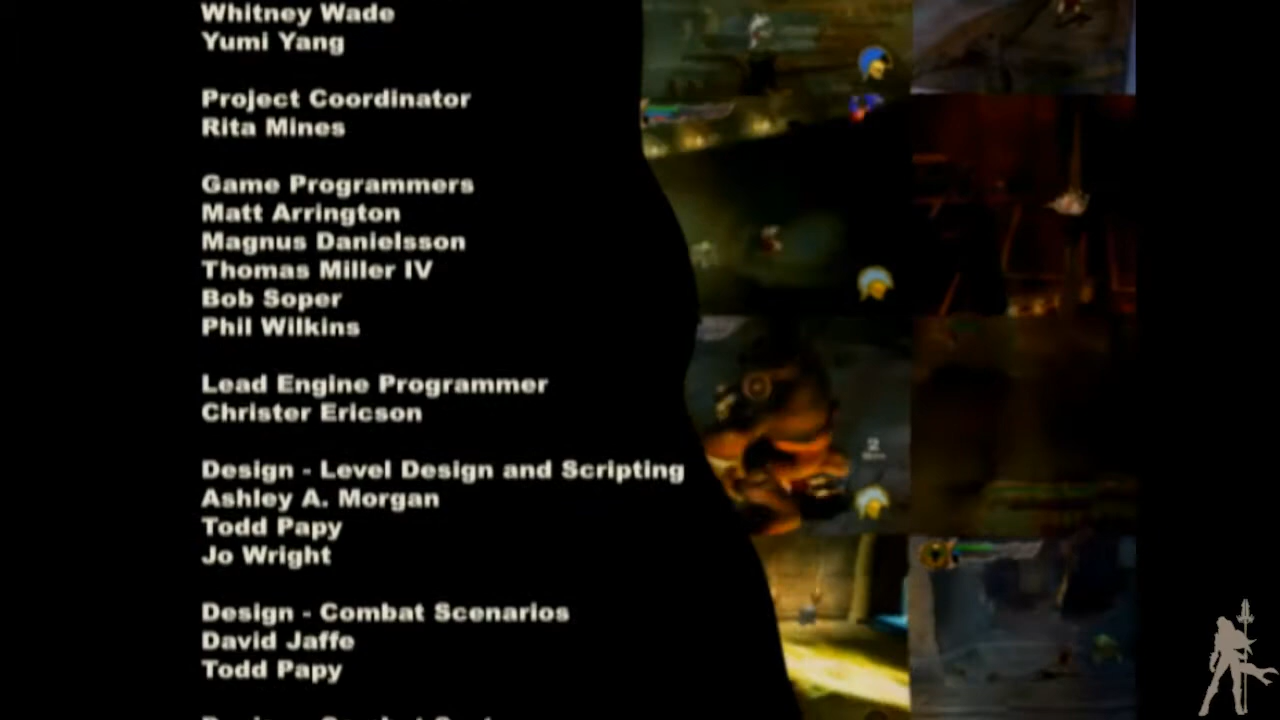 Whitney Wade
Yumi Yang
Project Coordinator
Rita Mines
Game Programmers
Matt Arrington
Magnus Danielsson
Thomas Miller IV
Bob Soper
Phil Wilkins
Lead Engine Programmer
Christer Ericson
Design - Level Design and Scripting
Ashley A. Morgan
Todd Papy
Jo Wright
Design - Combat Scenarios
David Jaffe
Todd Papy
2